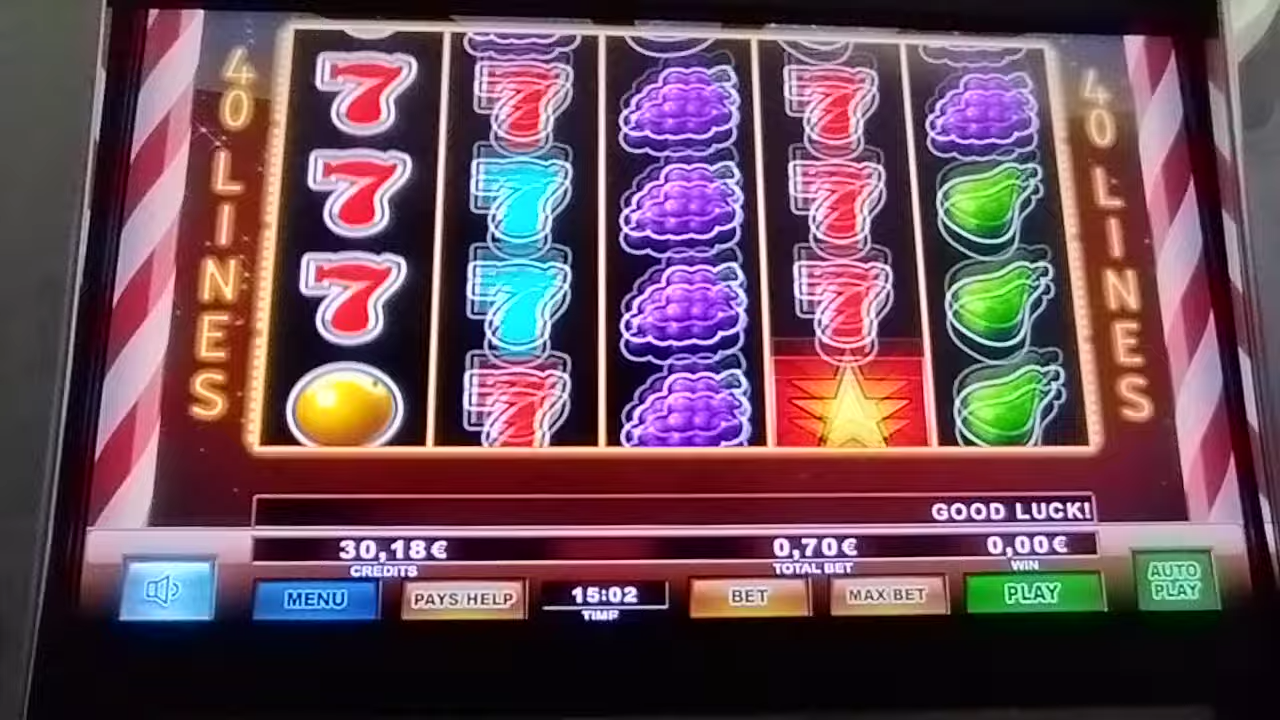 40 LINES
40 LINES
GOOD LUCK!
30,18€
0,70€
0,00€
CREDITS
TOTAL BET
WIN
MENU
PAYS/HELP
15:02
TIME
BET
MAX BET
PLAY
AUTO
PLAY